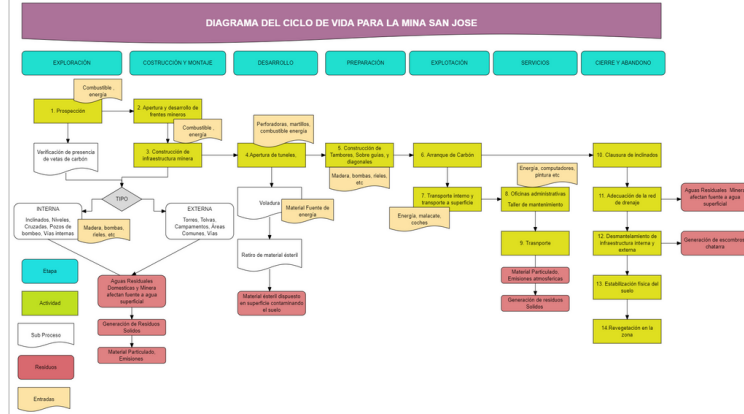 DIAGRAMA DEL CICLO DE VIDA PARA LA MINA SAN JOSE
EXPLORACIÓN
COSTRUCCIÓN Y MONTAJE
DESARROLLO
PREPARACIÓN
EXPLOTACIÓN
SERVICIOS
CIERRE Y ABANDONO
Combustible ,
energía
1. Prospección
2. Apertura y desarrollo de
frentes mineros
Combustible ,
energía
Verificación de presencia
de vetas de carbón
3. Construcción de
infraestructura minera
Perforadoras, martillos,
combustible energía
4.Apertura de tuneles.
5. Construcción de
Tambores, Sobre guías, y
diagonales
Madera, bombas, rieles,
etc
6. Arranque de Carbón
10. Clausura de inclinados
Energía, computadores,
pintura etc
TIPO
INTERNA
Inclinados, Niveles,
Cruzadas, Pozos de
bombeo, Vías internas
Madera, bombas,
rieles, etc
EXTERNA
Torres, Tolvas,
Campamentos, Áreas
Comunes, Vías
Voladura
Material Fuente de
energía
7. Transporte interno y
transporte a superficie
Energía, malacate,
coches.
8. Oficinas administrativas
Taller de mantenimiento
11. Adecuación de la red
de drenaje
Aguas Residuales Minera
afectan fuente a agua
superficial
9. Transporte
12. Desmantelamiento de
infraestructura interna y
externa
Generación de escombros
chatarra
Retiro de material ésteril
Etapa
Aguas Residuales
Domesticas y Minera
afectan fuente a agua
superficial
Material Particulado,
Emisiones atmosféricas
Generación de residuos
Solidos
13. Estabilización física del
suelo
Actividad
Material ésteril dispuesto
en superficie contaminando
el suelo
Generación de Residuos
Solidos
Sub Proceso
Material Particulado,
Emisiones
14.Revegetación en la
zona
Residuos
Entradas